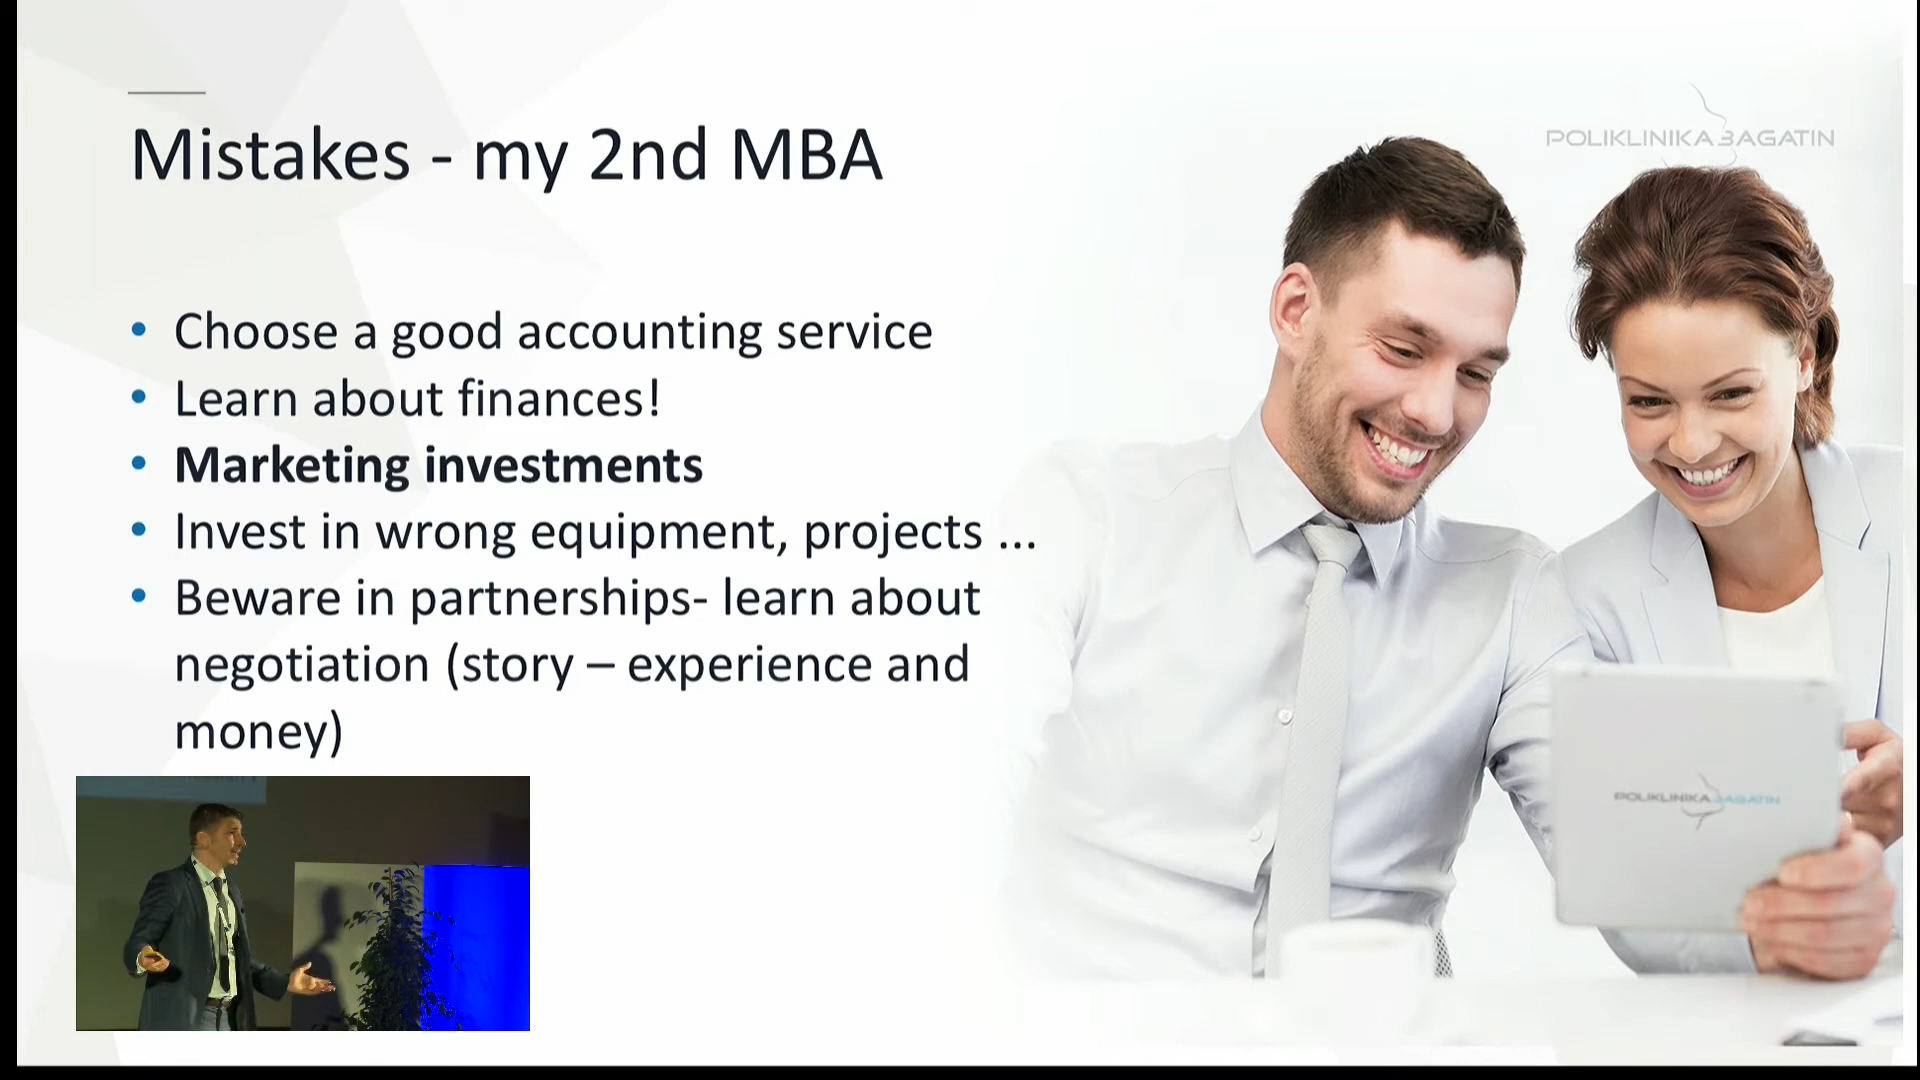 POLIKLINIKA BAGATIN
Mistakes - my 2nd MBA
• Choose a good accounting service
• Learn about finances!
• Marketing investments
• Invest in wrong equipment, projects ...
• Beware in partnerships- learn about
negotiation (story – experience and
money)
POLIKLINIKA BAGATIN